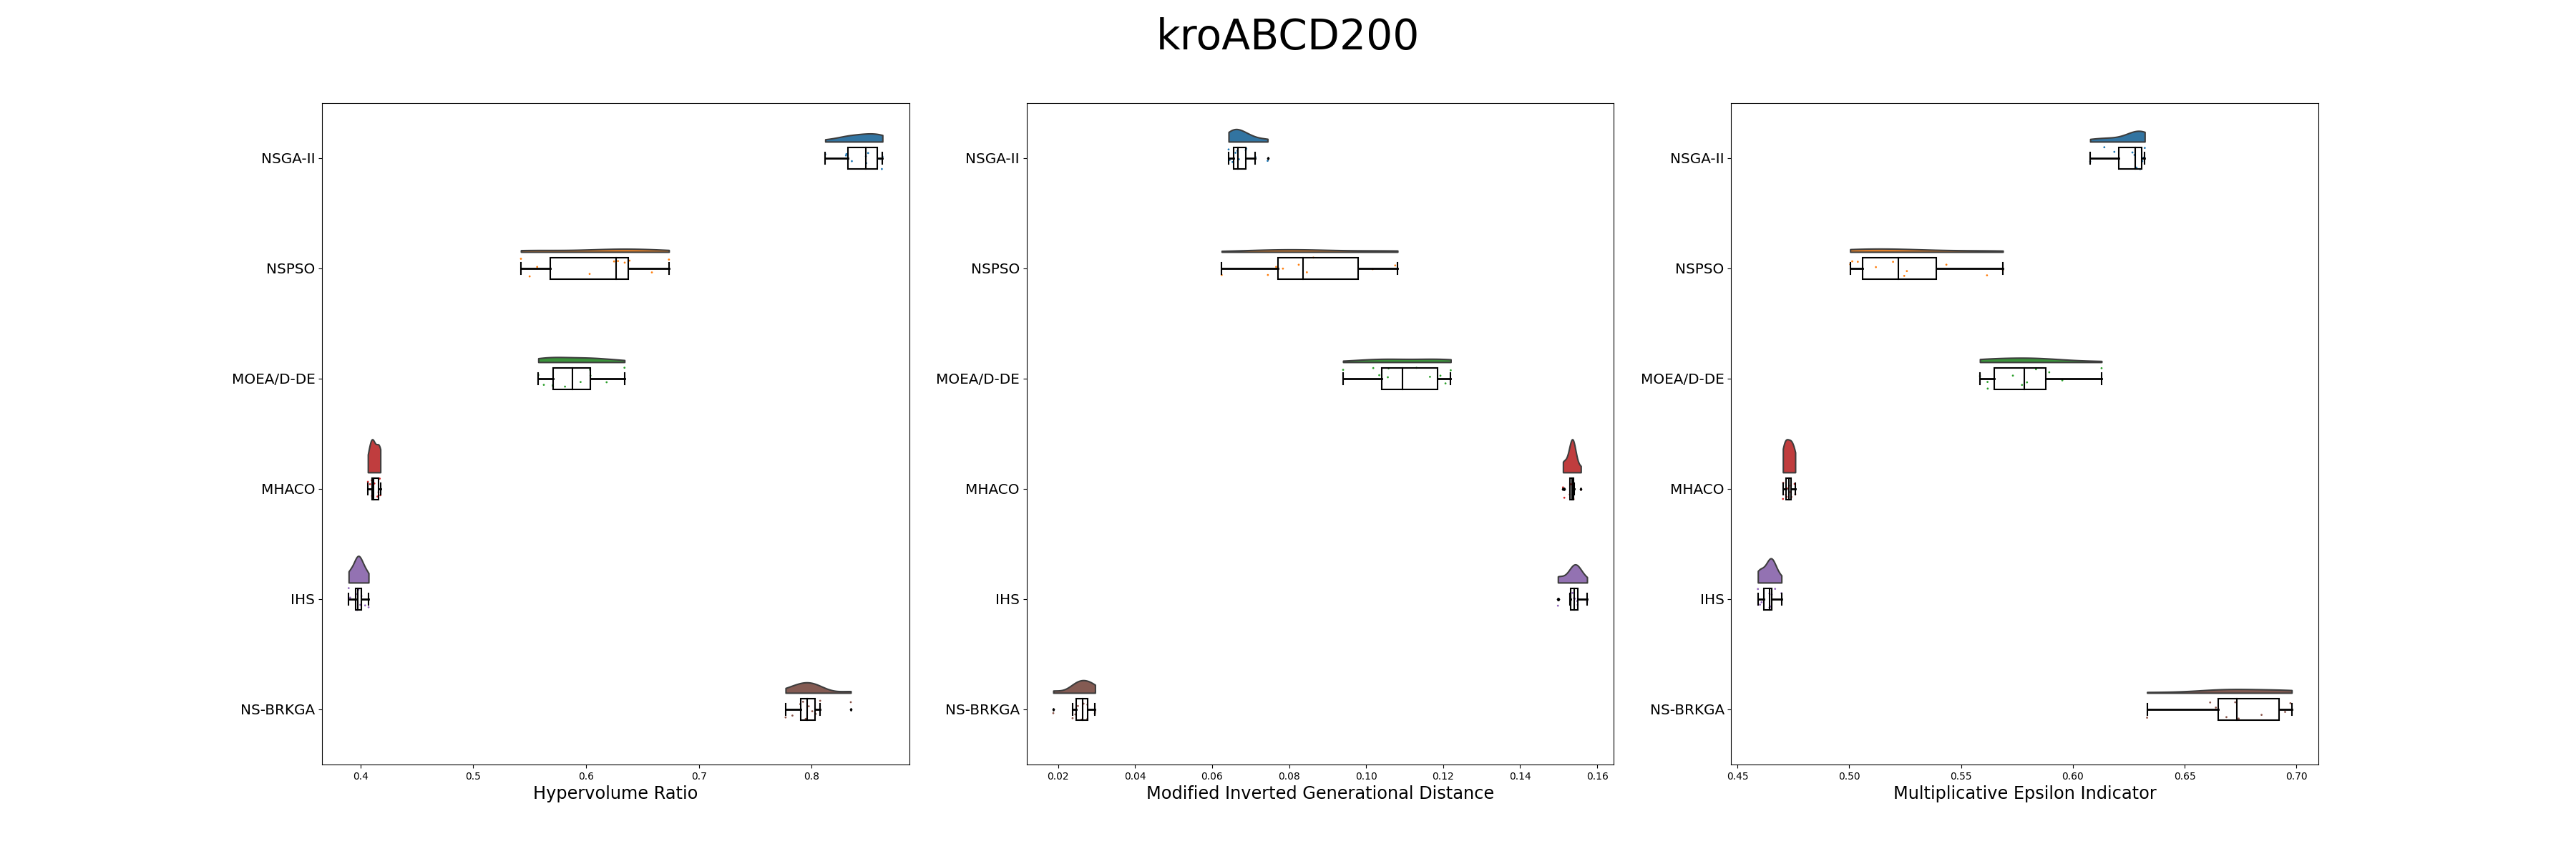 kroABCD200
NSGA-II
NSPSO
MOEA/D-DE
MHACO
IHS
NS-BRKGA
0.4 0.5 0.6 0.7 0.8
Hypervolume Ratio
NSGA-II
NSPSO
MOEA/D-DE
MHACO
IHS
NS-BRKGA
0.02 0.04 0.06 0.08 0.10 0.12 0.14 0.16
Modified Inverted Generational Distance
NSGA-II
NSPSO
MOEA/D-DE
MHACO
IHS
NS-BRKGA
0.45 0.50 0.55 0.60 0.65 0.70
Multiplicative Epsilon Indicator